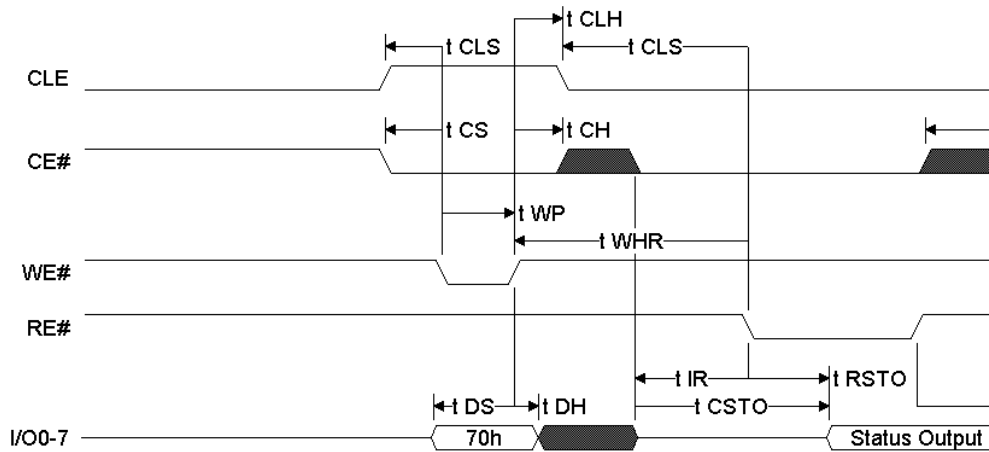 t CLH
t CLS t CLS
CLE
t CS t CH
CE#
t WP
t WHR
WE#
RE#
t IR t RSTO
t DS t DH t CSTO
I/O0-7 70h Status Output